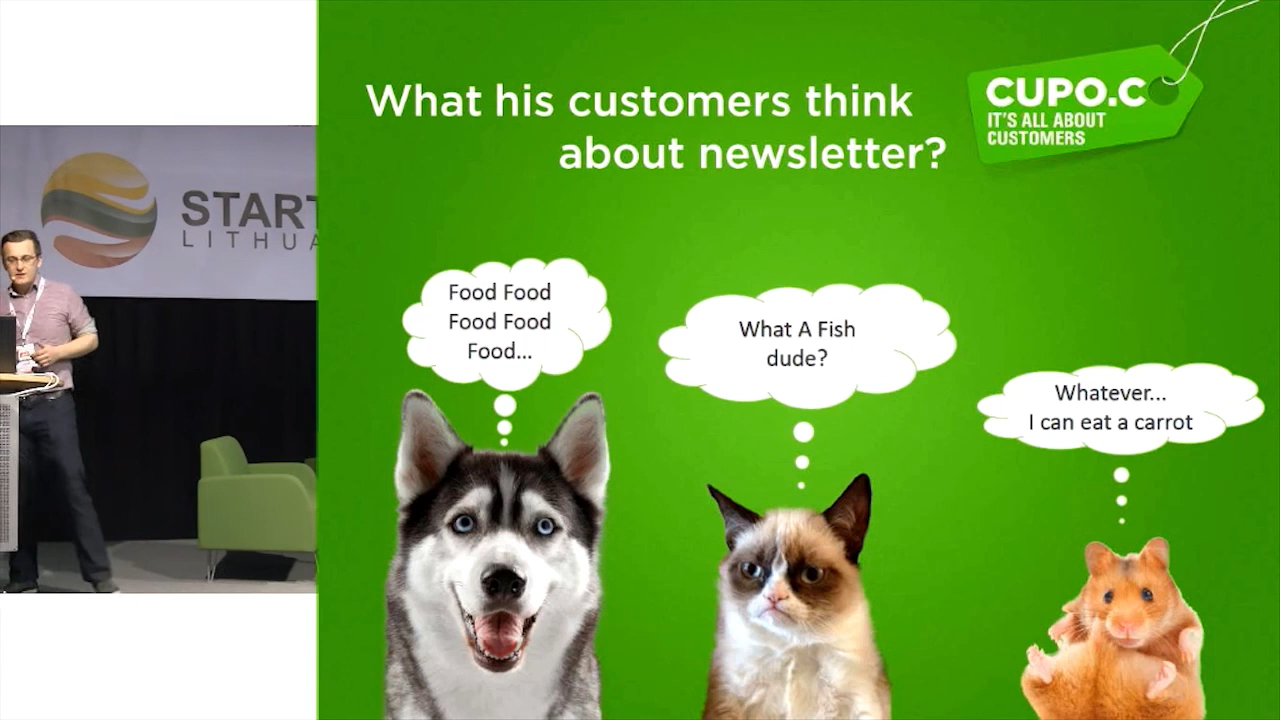 What his customers think
about newsletter?
CUPO.C
IT'S ALL ABOUT
CUSTOMERS
START
LITHUA
Food Food
Food Food
Food...
What A Fish
dude?
Whatever...
I can eat a carrot